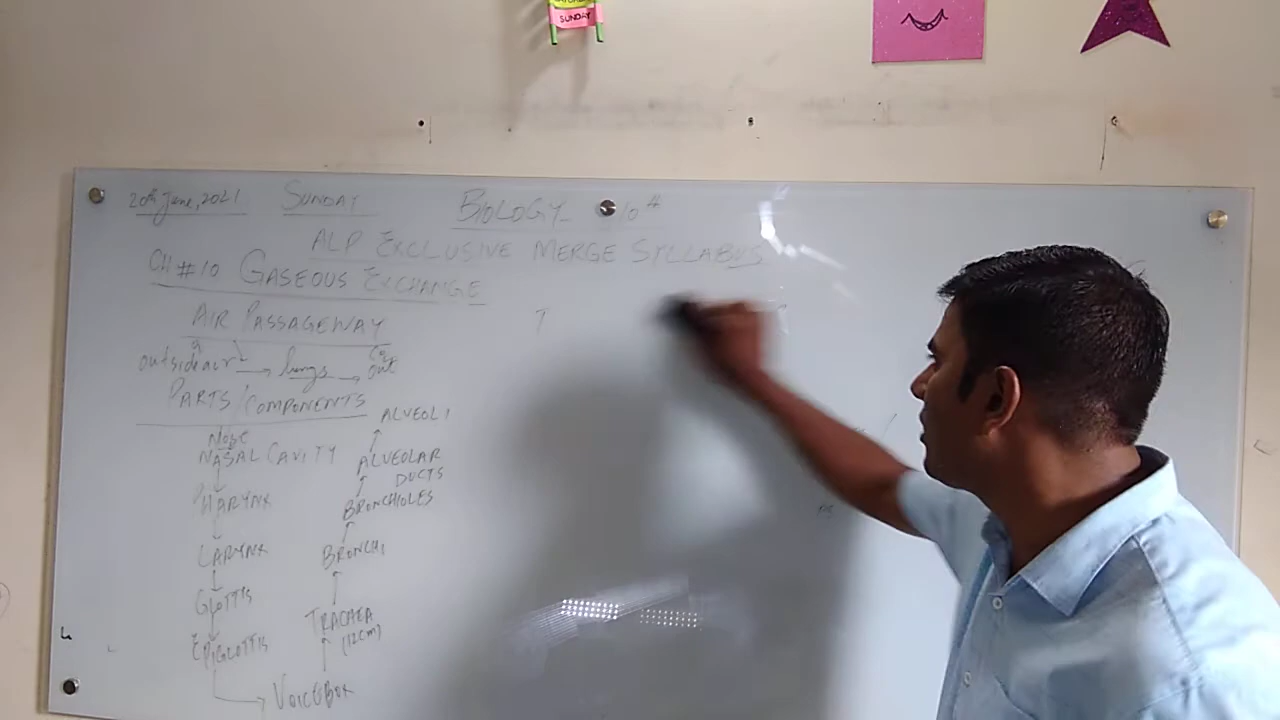 SUNDAY
20th June, 2021 SUNDAY BIOLOGY 10th
ALP EXCLUSIVE MERGE SYLLABUS
CH # 10 GASEOUS EXCHANGE
AIR PASSAGEWAY
outside air → lungs → out
PARTS/COMPONENTS
NOSE
NASAL CAVITY
PHARYNX
LARYNX
GLOTTIS
EPIGLOTTIS
VOICEBOX
TRACAEA
(12cm)
BRONCHI
BRONCHIOLES
ALVEOLAR
DUCTS
ALVEOLI
T